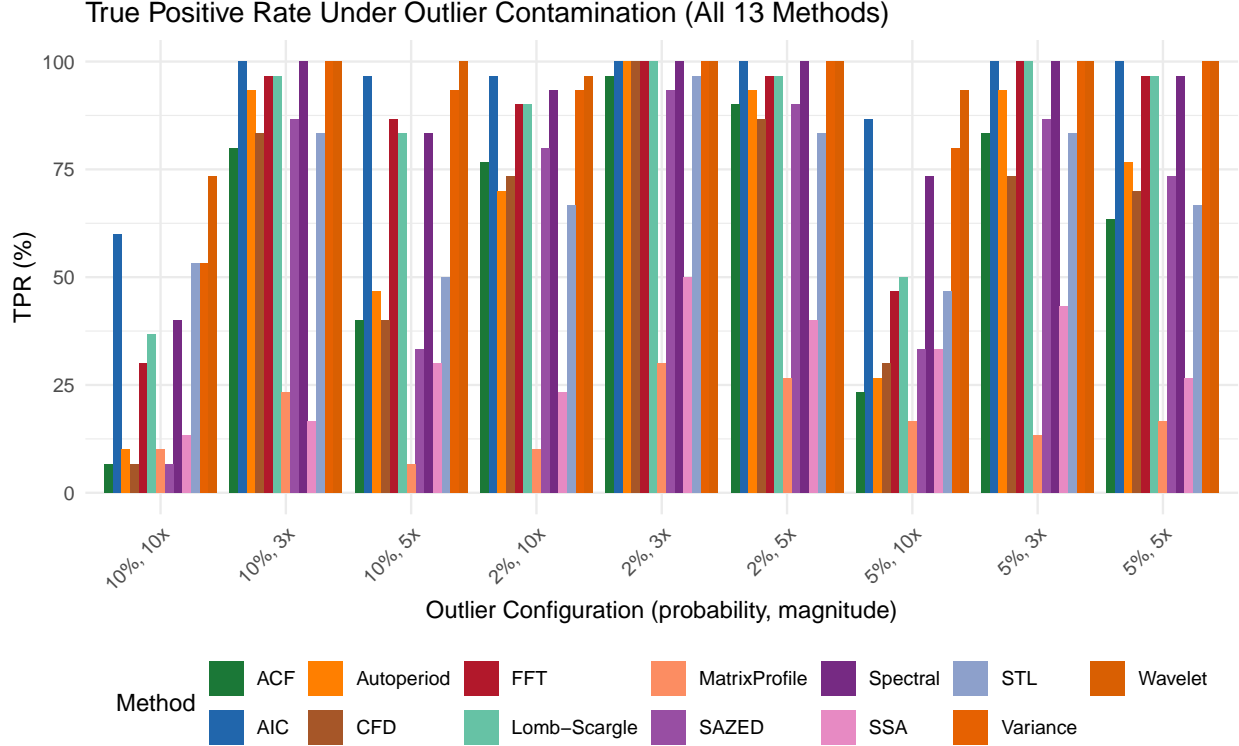 True Positive Rate Under Outlier Contamination (All 13 Methods)
TPR (%)
100
75
50
25
0
10%, 10x
10%, 3x
10%, 5x
2%, 10x
2%, 3x
2%, 5x
5%, 10x
5%, 3x
5%, 5x
Outlier Configuration (probability, magnitude)
Method
ACF
Autoperiod
FFT
MatrixProfile
Spectral
STL
Wavelet
AIC
CFD
Lomb−Scargle
SAZED
SSA
Variance